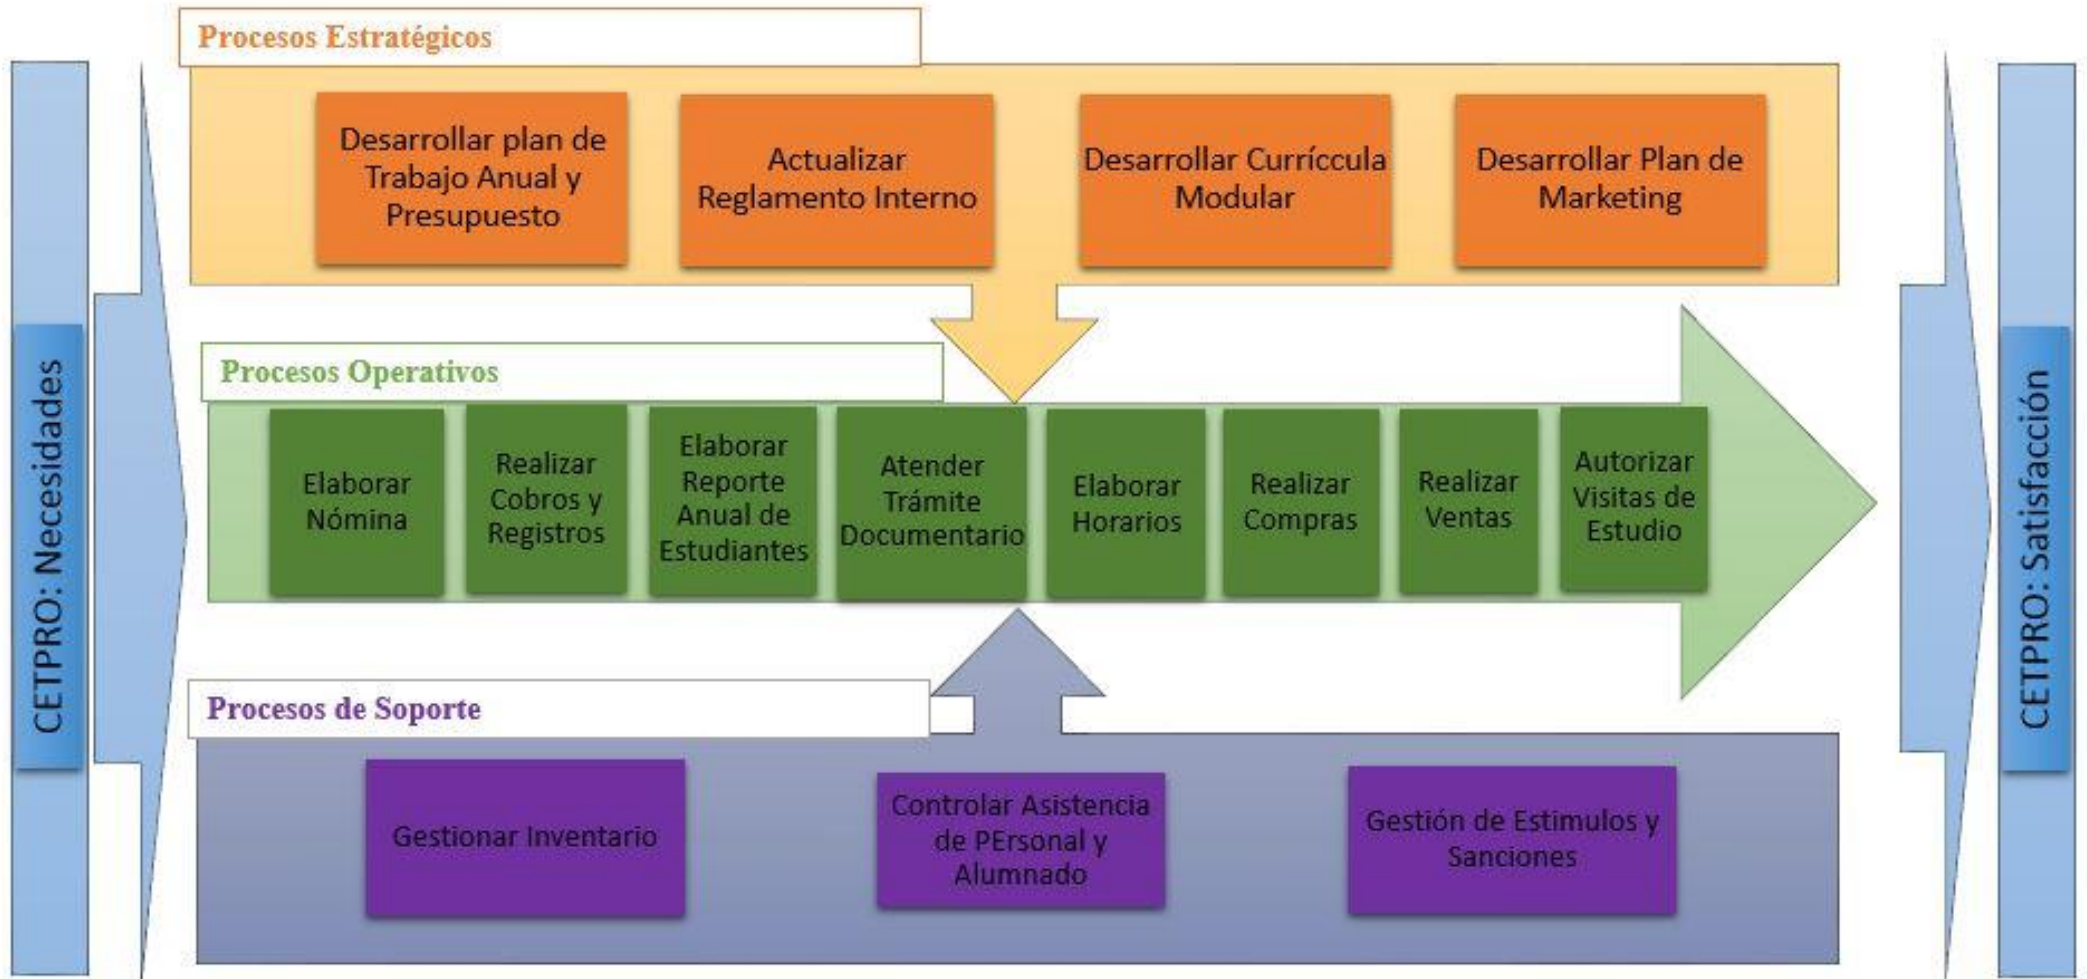 Procesos Estratégicos
Desarrollar plan de
Trabajo Anual y
Presupuesto
Actualizar
Reglamento Interno
Desarrollar Curríccula
Modular
Desarrollar Plan de
Marketing
CETPRO: Necesidades
Procesos Operativos
Elaborar
Nómina
Realizar
Cobros y
Registros
Elaborar
Reporte
Anual de
Estudiantes
Atender
Trámite
Documentario
Elaborar
Horarios
Realizar
Compras
Realizar
Ventas
Autorizar
Visitas de
Estudio
CETPRO: Satisfacción
Procesos de Soporte
Gestionar Inventario
Controlar Asistencia
de PErsonal y
Alumnado
Gestión de Estimulos y
Sanciones